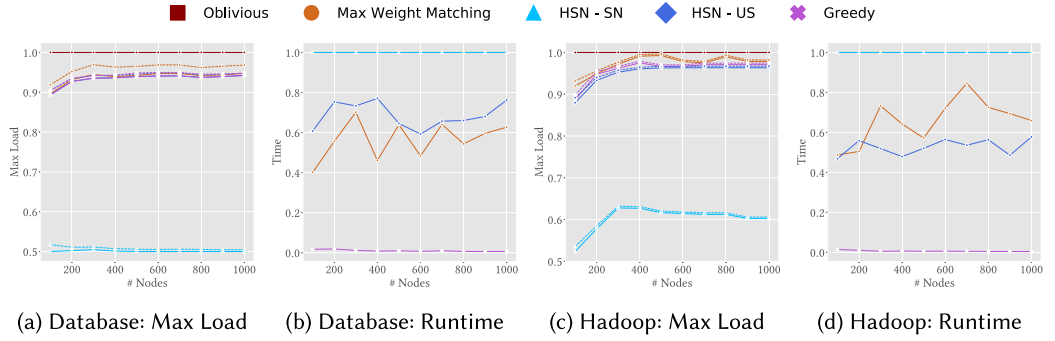 Oblivious Max Weight Matching HSN - SN HSN - US Greedy
1.0
0.9
0.8
0.7
0.6
0.5
Max Load
200 400 600 800 1000
# Nodes
1.0
0.8
0.6
0.4
0.2
0.0
Time
200 400 600 800 1000
# Nodes
1.0
0.9
0.8
0.7
0.6
0.5
Max Load
200 400 600 800 1000
# Nodes
1.0
0.8
0.6
0.4
0.2
0.0
Time
200 400 600 800 1000
# Nodes
(a) Database: Max Load (b) Database: Runtime (c) Hadoop: Max Load (d) Hadoop: Runtime